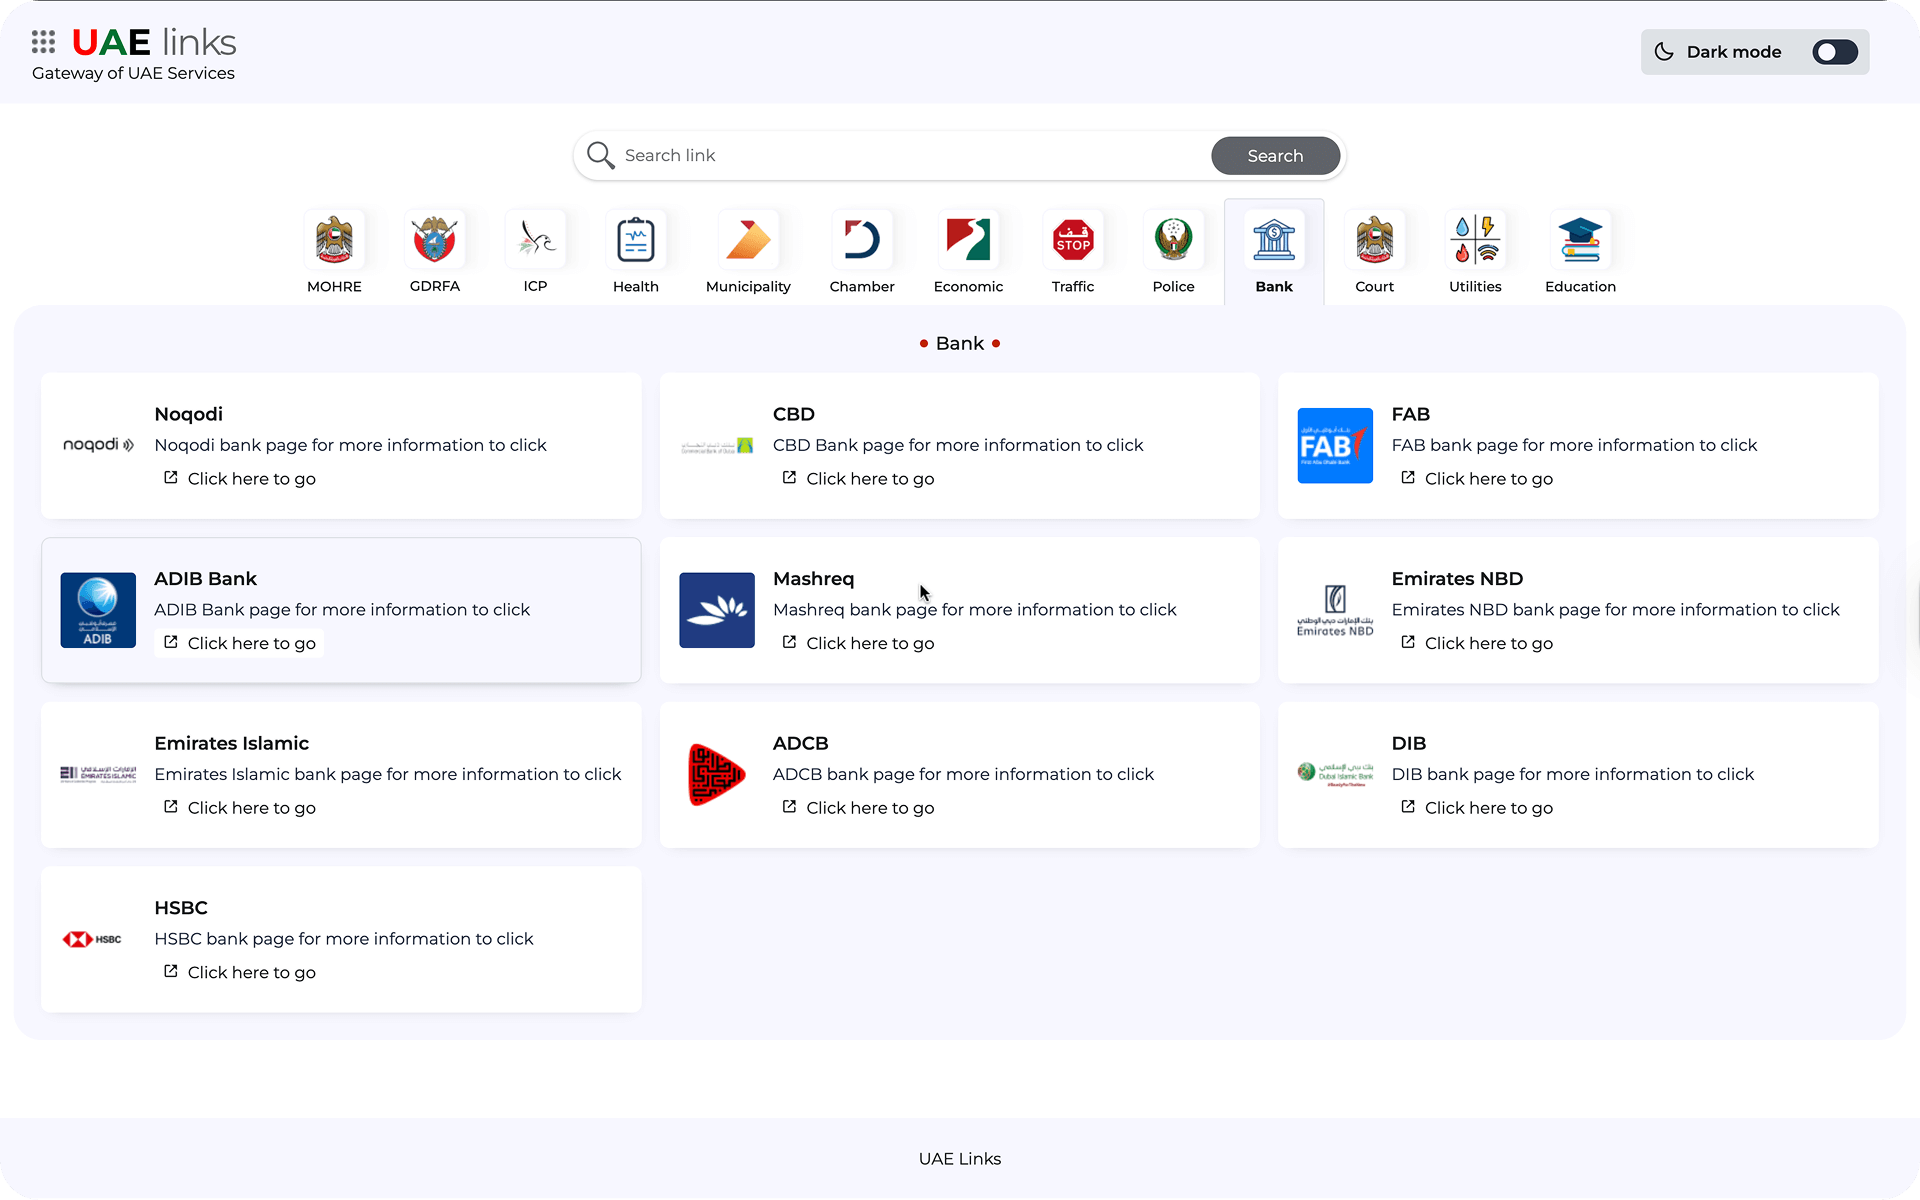 UAE links
Gateway of UAE Services
Dark mode
Search link
Search
STOP
MOHRE
GDRFA
ICP
Health
Municipality
Chamber
Economic
Traffic
Police
Bank
Court
Utilities
Education
Bank
noqodi
Noqodi
Noqodi bank page for more information to click
Click here to go
CBD
CBD Bank page for more information to click
Click here to go
FAB
First Abu Dhabi Bank
FAB
FAB bank page for more information to click
Click here to go
ADIB
ADIB Bank
ADIB Bank page for more information to click
Click here to go
Mashreq
Mashreq bank page for more information to click
Click here to go
Emirates NBD
Emirates NBD
Emirates NBD bank page for more information to click
Click here to go
EMIRATES ISLAMIC
Emirates Islamic
Emirates Islamic bank page for more information to click
Click here to go
ADCB
ADCB bank page for more information to click
Click here to go
Dubai Islamic Bank
DIB
DIB bank page for more information to click
Click here to go
HSBC
HSBC
HSBC bank page for more information to click
Click here to go
UAE Links